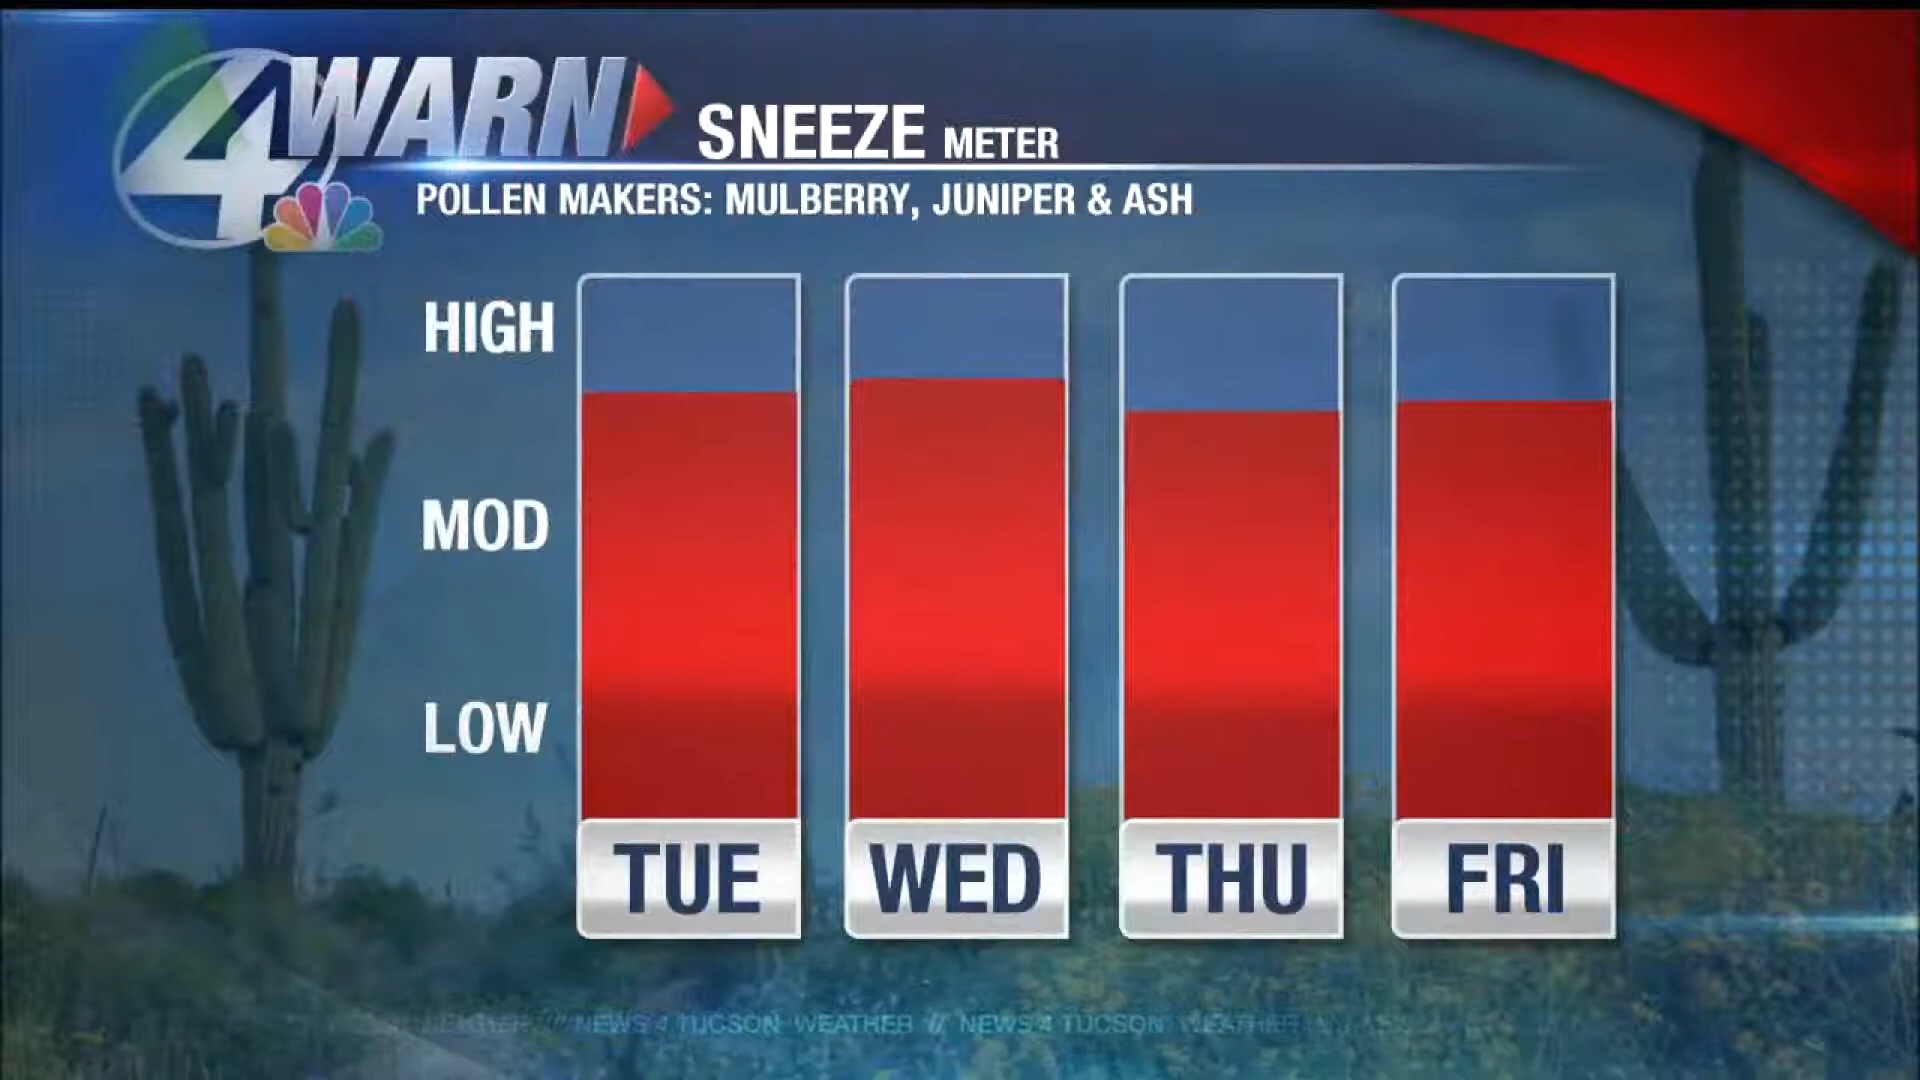 4WARN
SNEEZE METER
POLLEN MAKERS: MULBERRY, JUNIPER & ASH
HIGH
MOD
LOW
TUE WED THU FRI
NEWS 4 TUCSON WEATHER // NEWS 4 TUCSON WEATHER